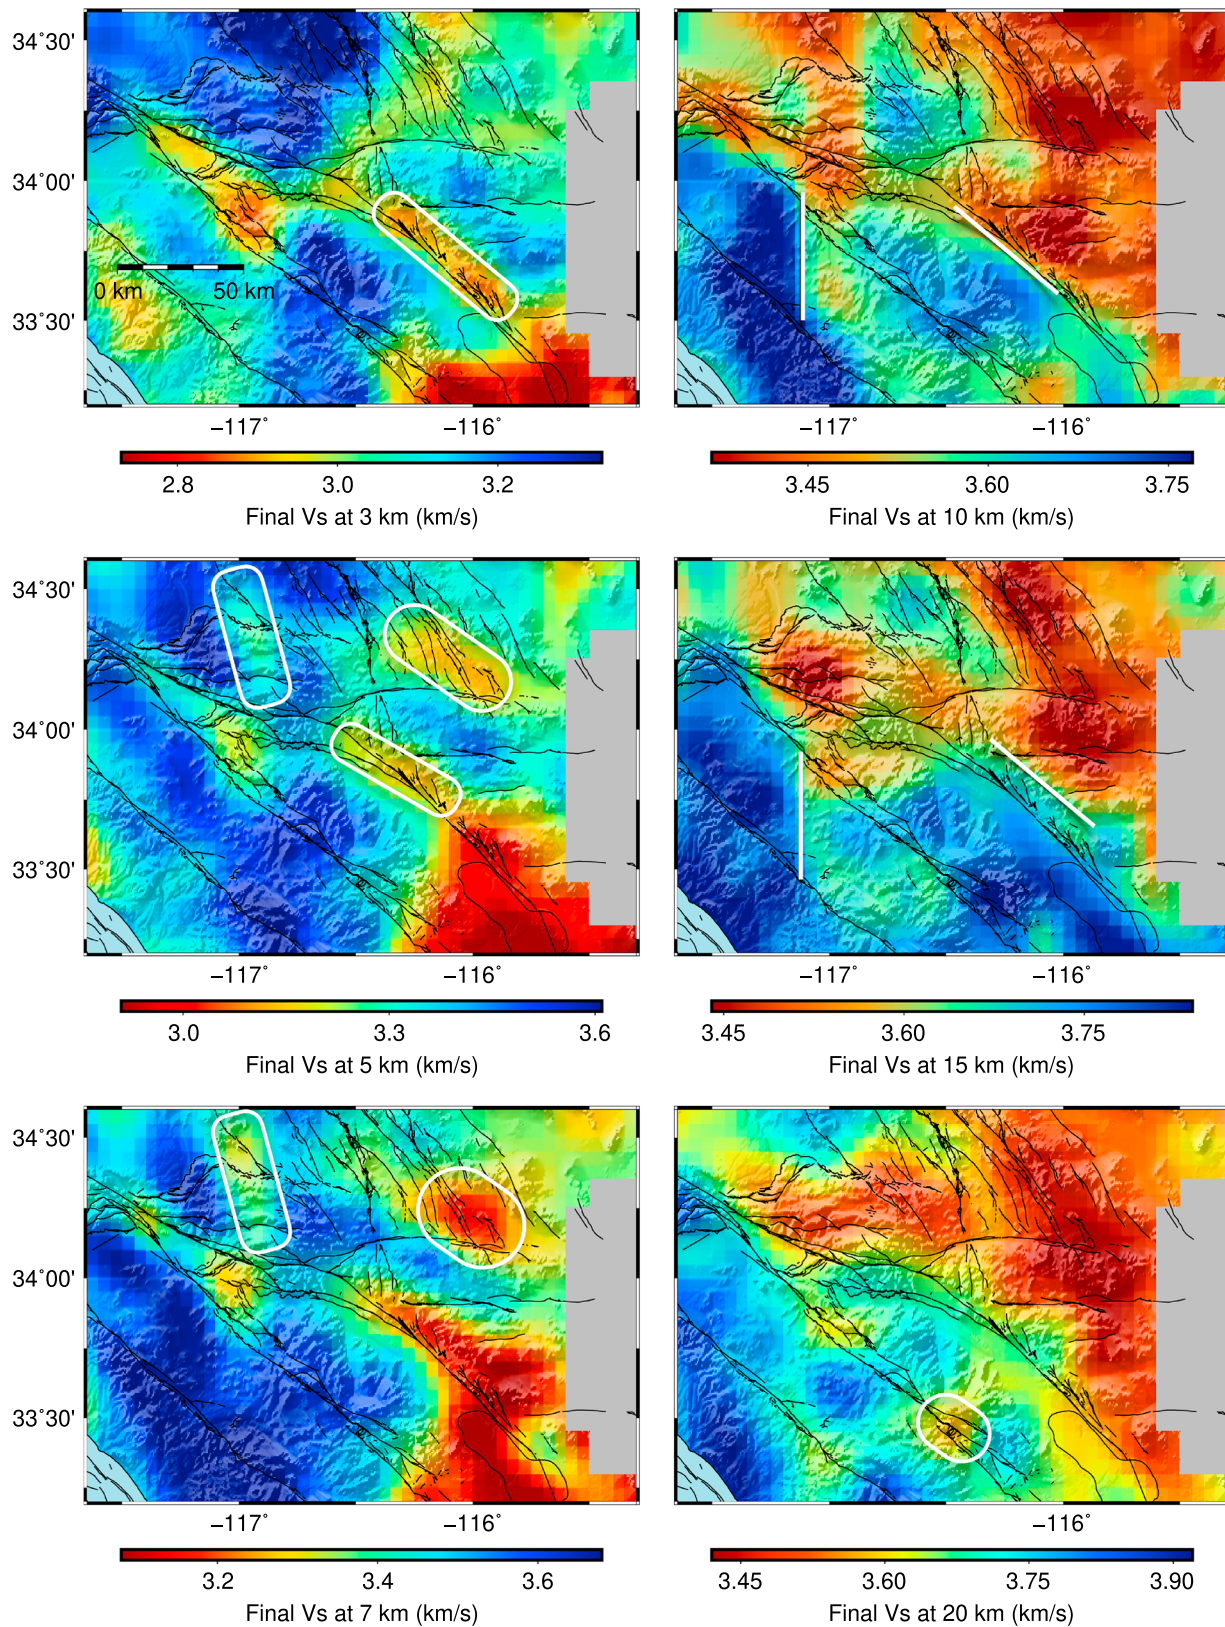 34°30'
34°00'
0 km 50 km
33°30'
−117° −116° −117° −116°
2.8 3.0 3.2 3.45 3.60 3.75
Final Vs at 3 km (km/s) Final Vs at 10 km (km/s)
34°30'
34°00'
33°30'
−117° −116° −117° −116°
3.0 3.3 3.6 3.45 3.60 3.75
Final Vs at 5 km (km/s) Final Vs at 15 km (km/s)
34°30'
34°00'
33°30'
−117° −116° −117° −116°
3.2 3.4 3.6 3.45 3.60 3.75 3.90
Final Vs at 7 km (km/s) Final Vs at 20 km (km/s)